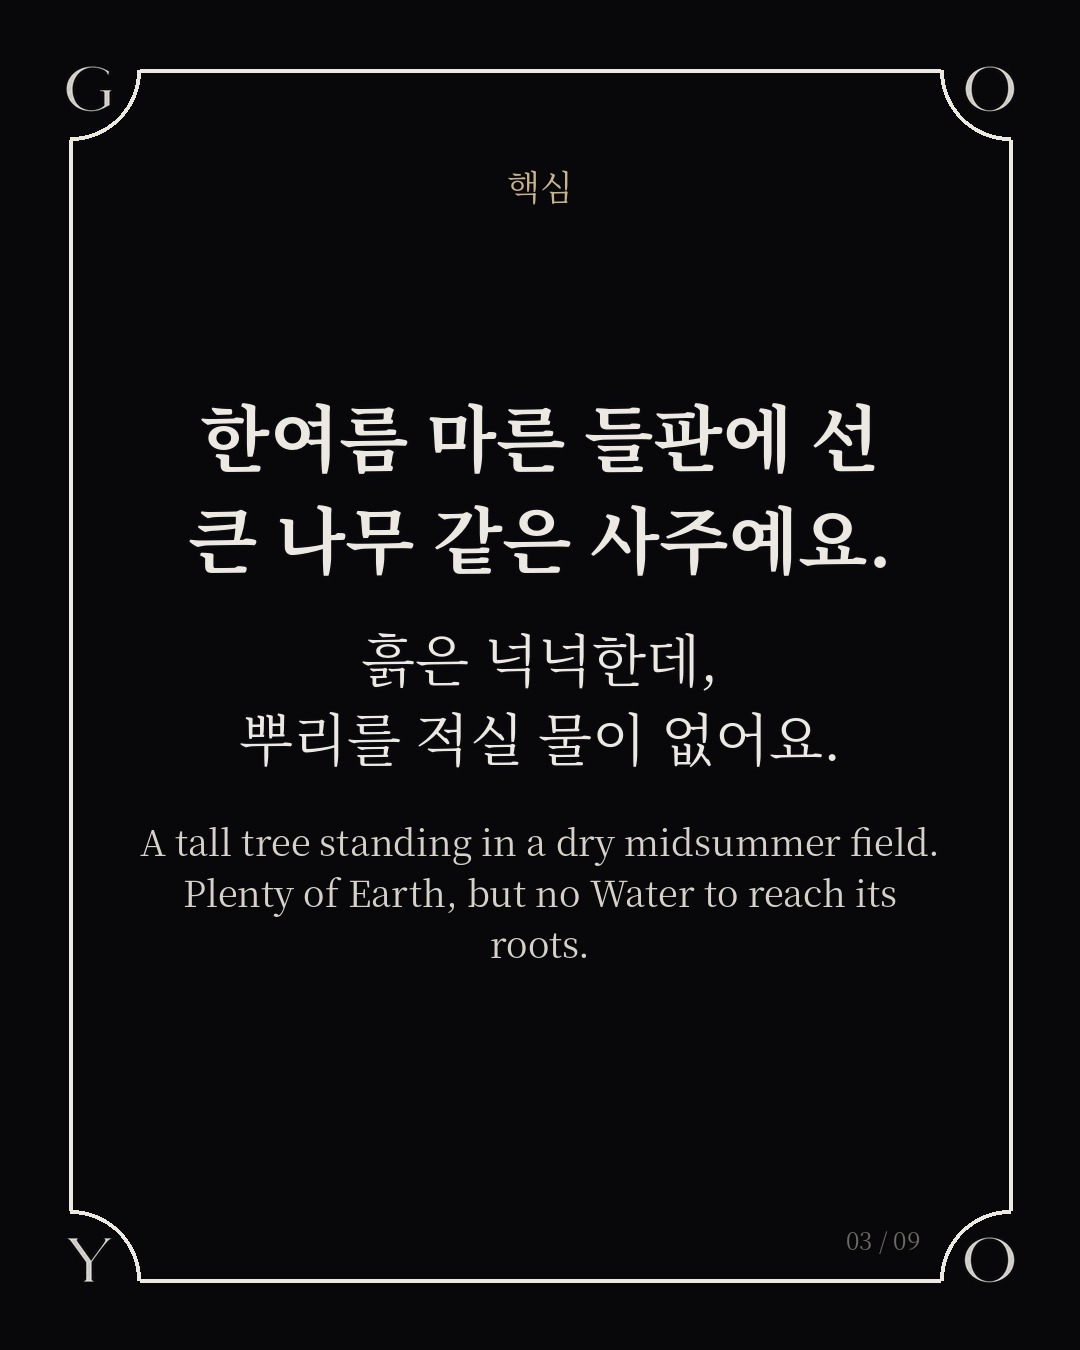 G O
핵심
한여름 마른 들판에 선
큰 나무 같은 사주예요.
흙은 넉넉한데,
뿌리를 적실 물이 없어요.
A tall tree standing in a dry midsummer field.
Plenty of Earth, but no Water to reach its
roots.
03 / 09
Y O